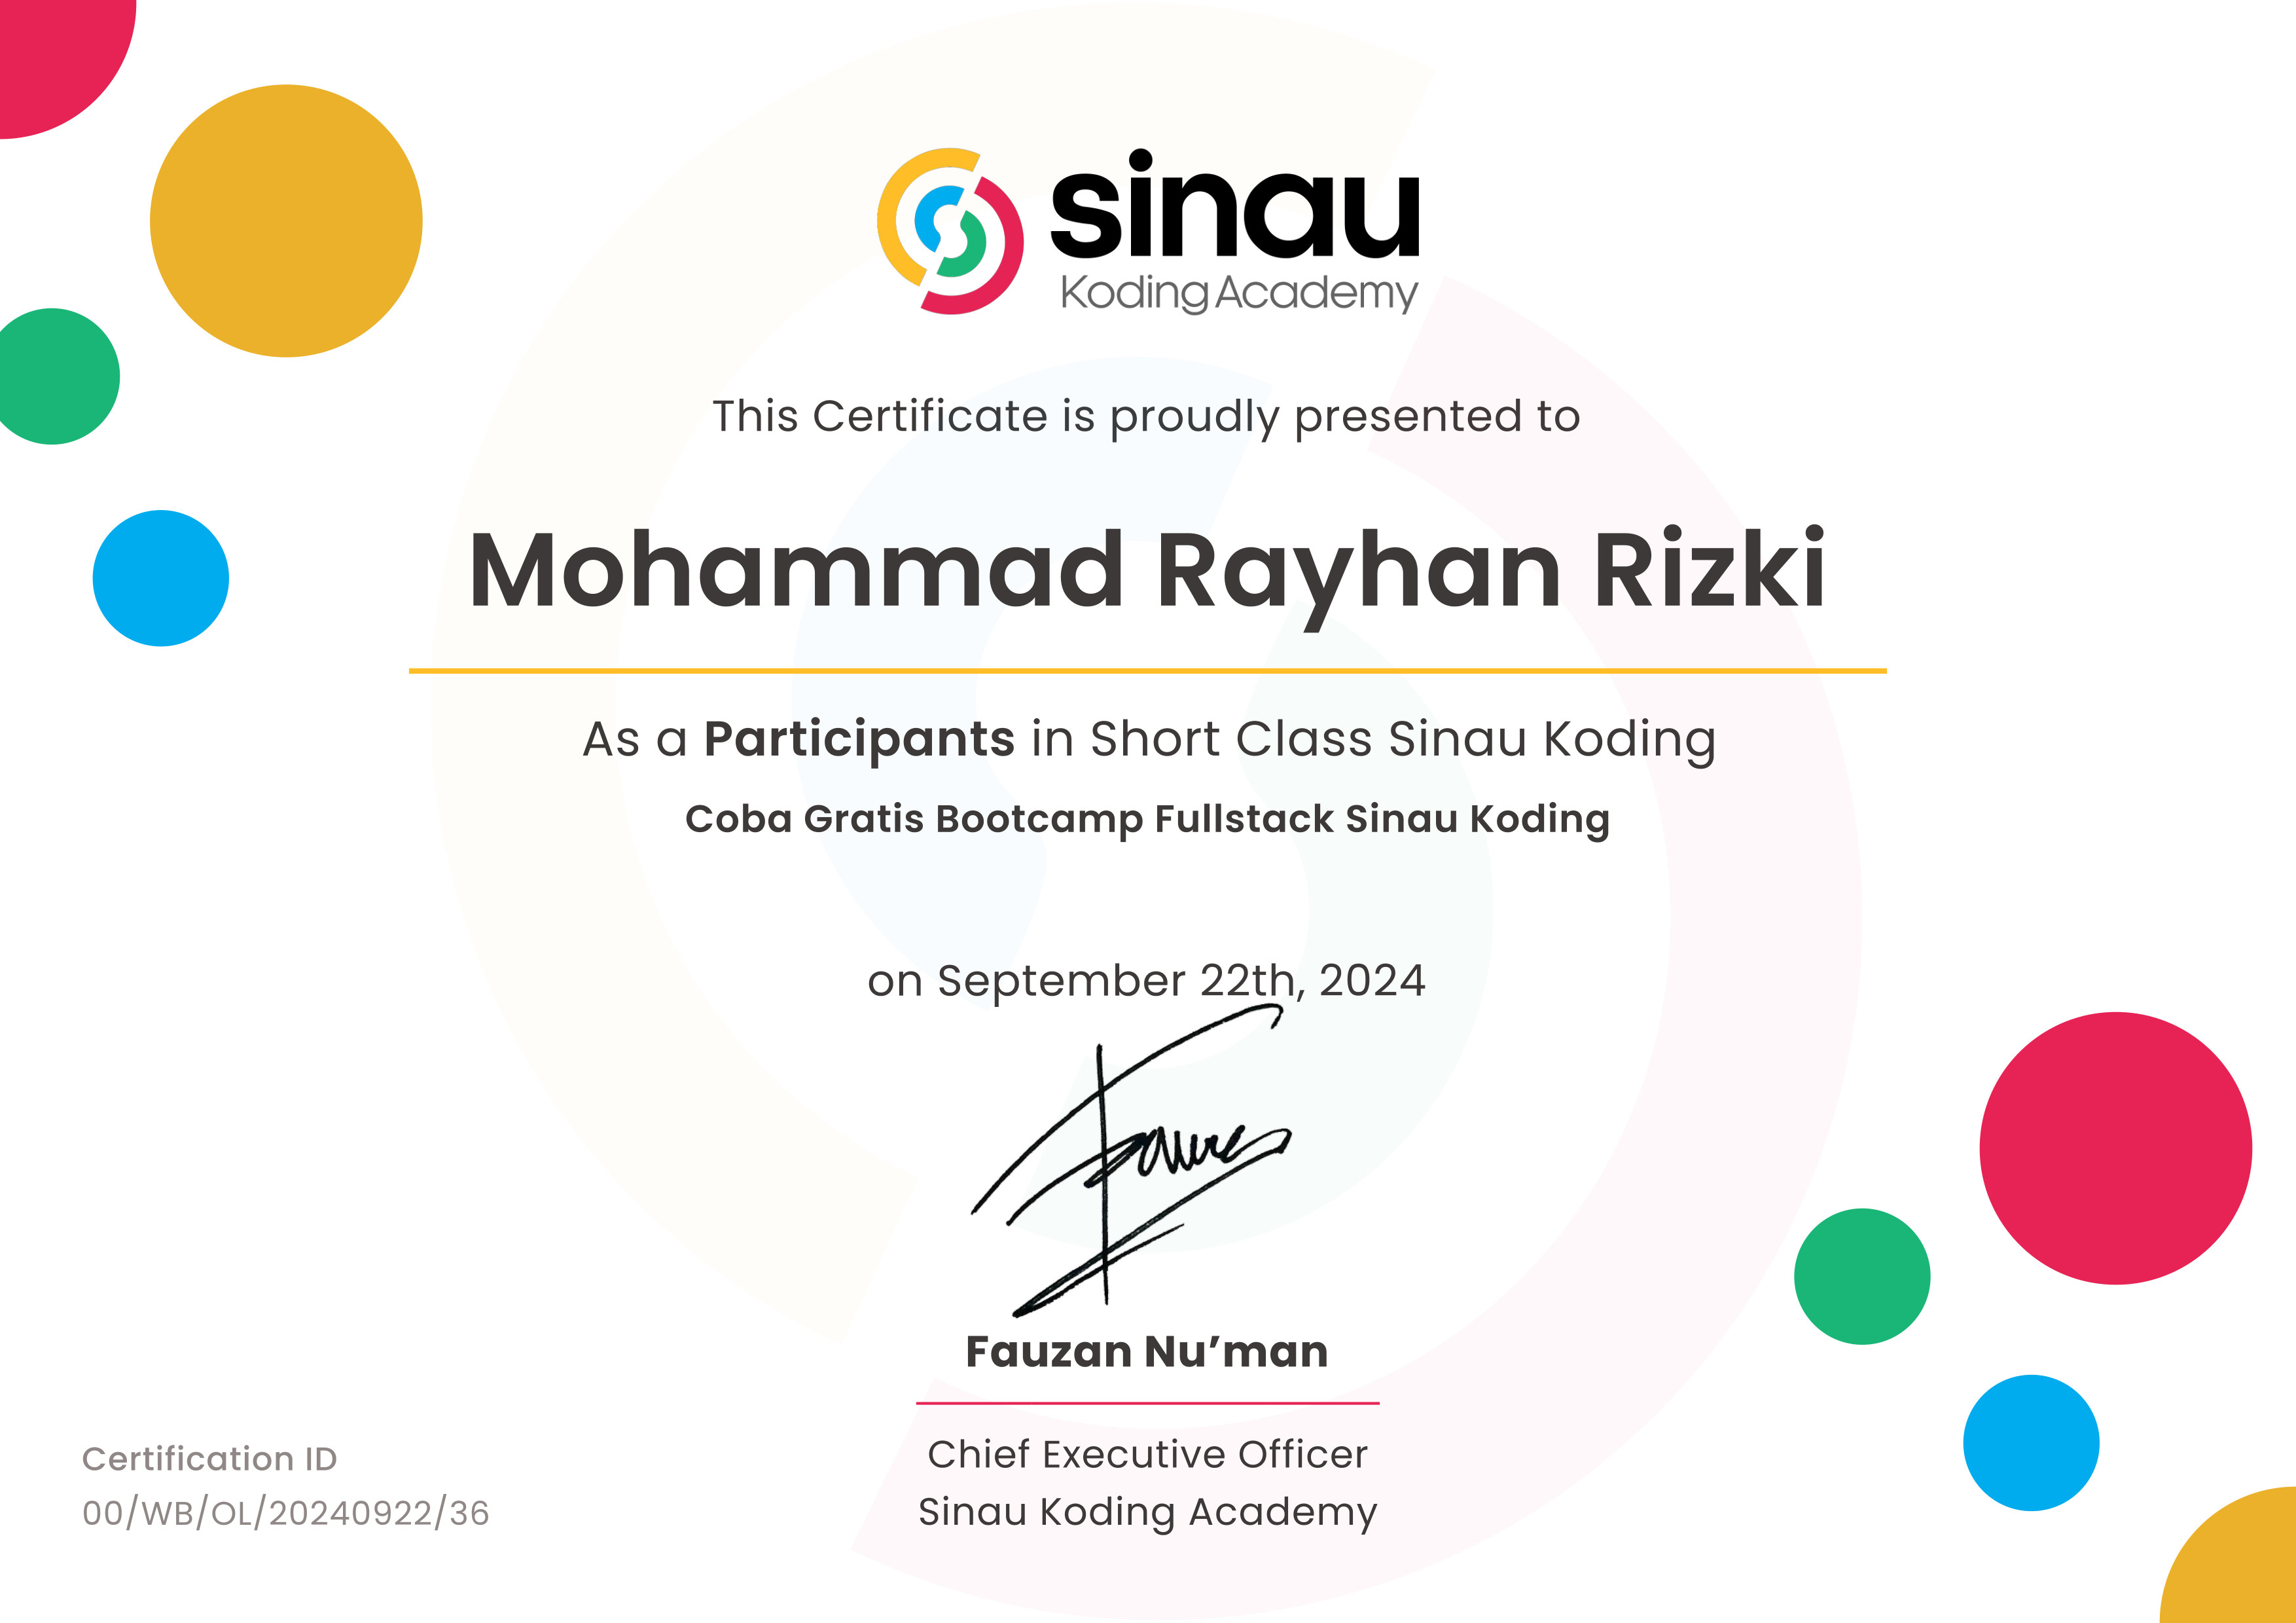 sinau
Koding Academy
This Certificate is proudly presented to
Mohammad Rayhan Rizki
As a Participants in Short Class Sinau Koding
Coba Gratis Bootcamp Fullstack Sinau Koding
on September 22th, 2024
Fauzan Nu’man
Chief Executive Officer
Sinau Koding Academy
Certification ID
00/WB/OL/20240922/36